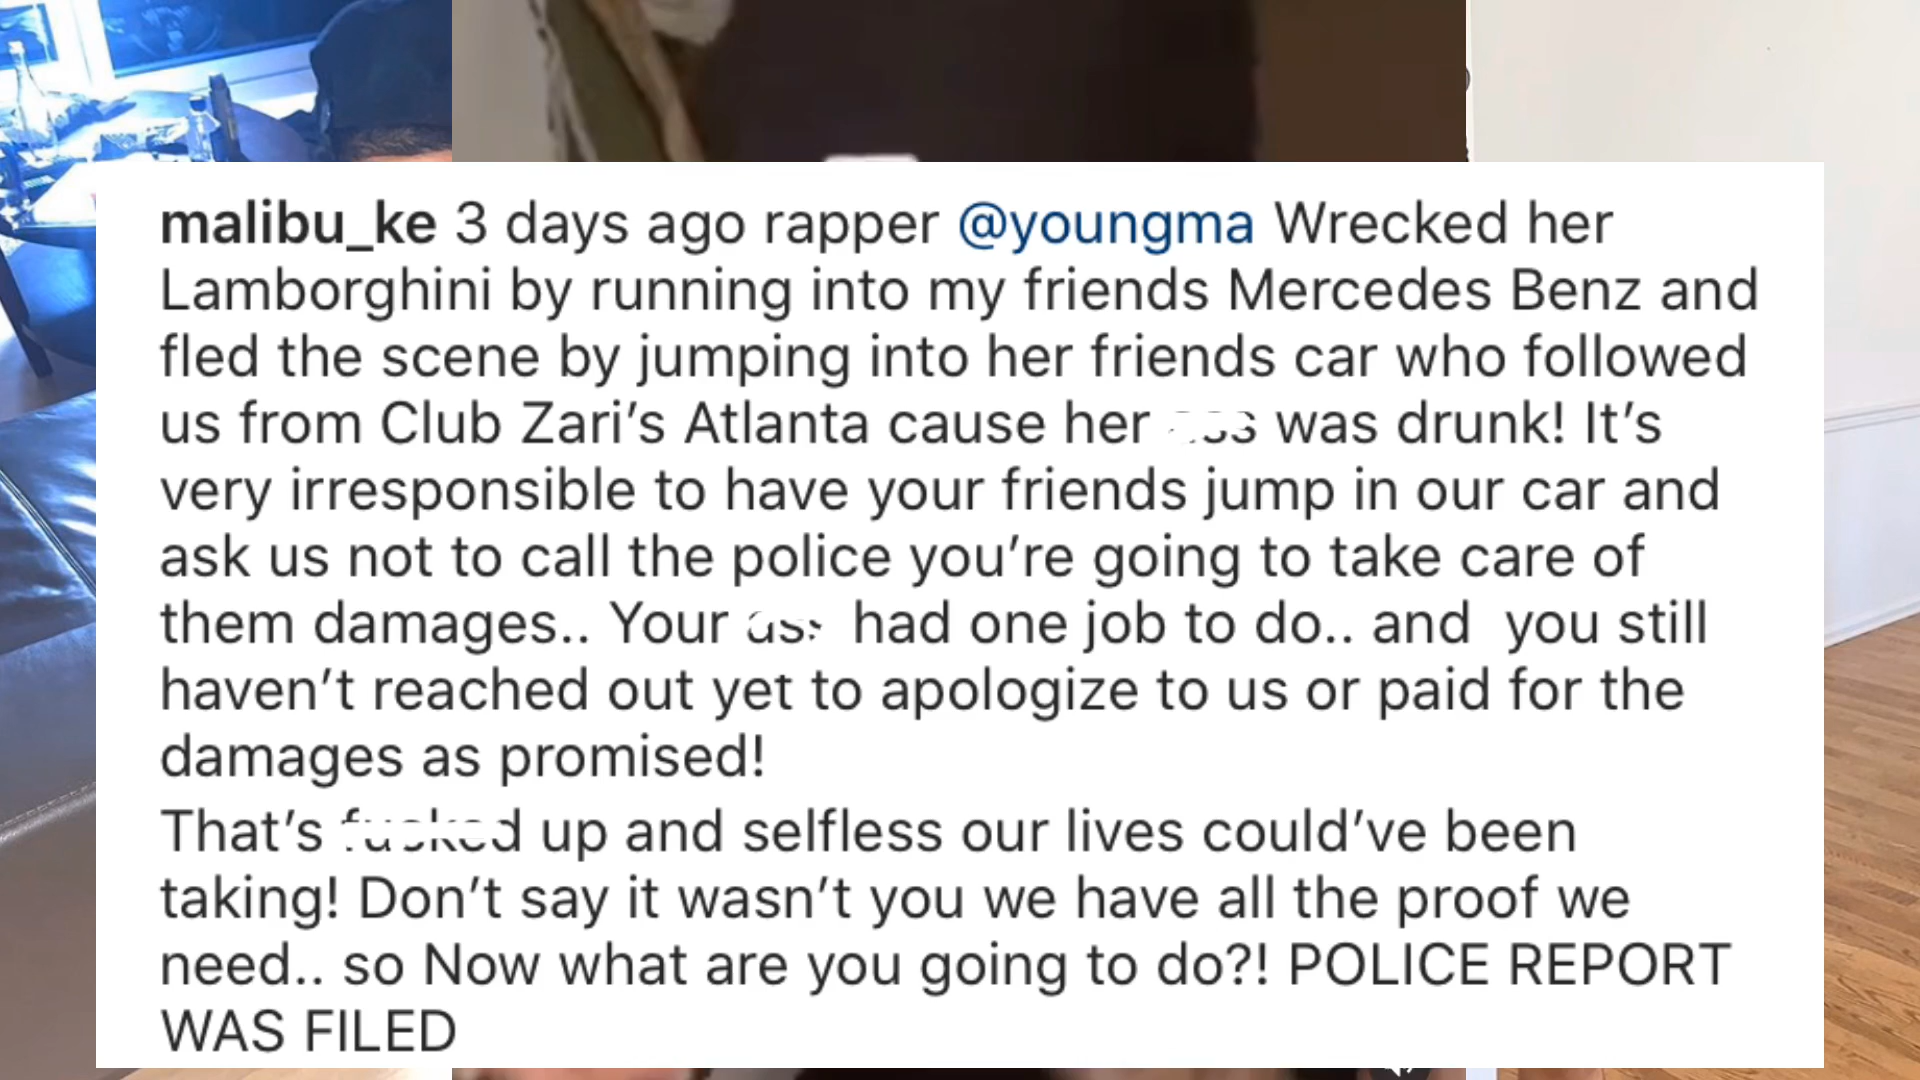 malibu_ke 3 days ago rapper @youngma Wrecked her
Lamborghini by running into my friends Mercedes Benz and
fled the scene by jumping into her friends car who followed
us from Club Zari’s Atlanta cause her ass was drunk! It’s
very irresponsible to have your friends jump in our car and
ask us not to call the police you’re going to take care of
them damages.. Your ass had one job to do.. and  you still
haven’t reached out yet to apologize to us or paid for the
damages as promised!
That’s fucked up and selfless our lives could’ve been
taking! Don’t say it wasn’t you we have all the proof we
need.. so Now what are you going to do?! POLICE REPORT
WAS FILED